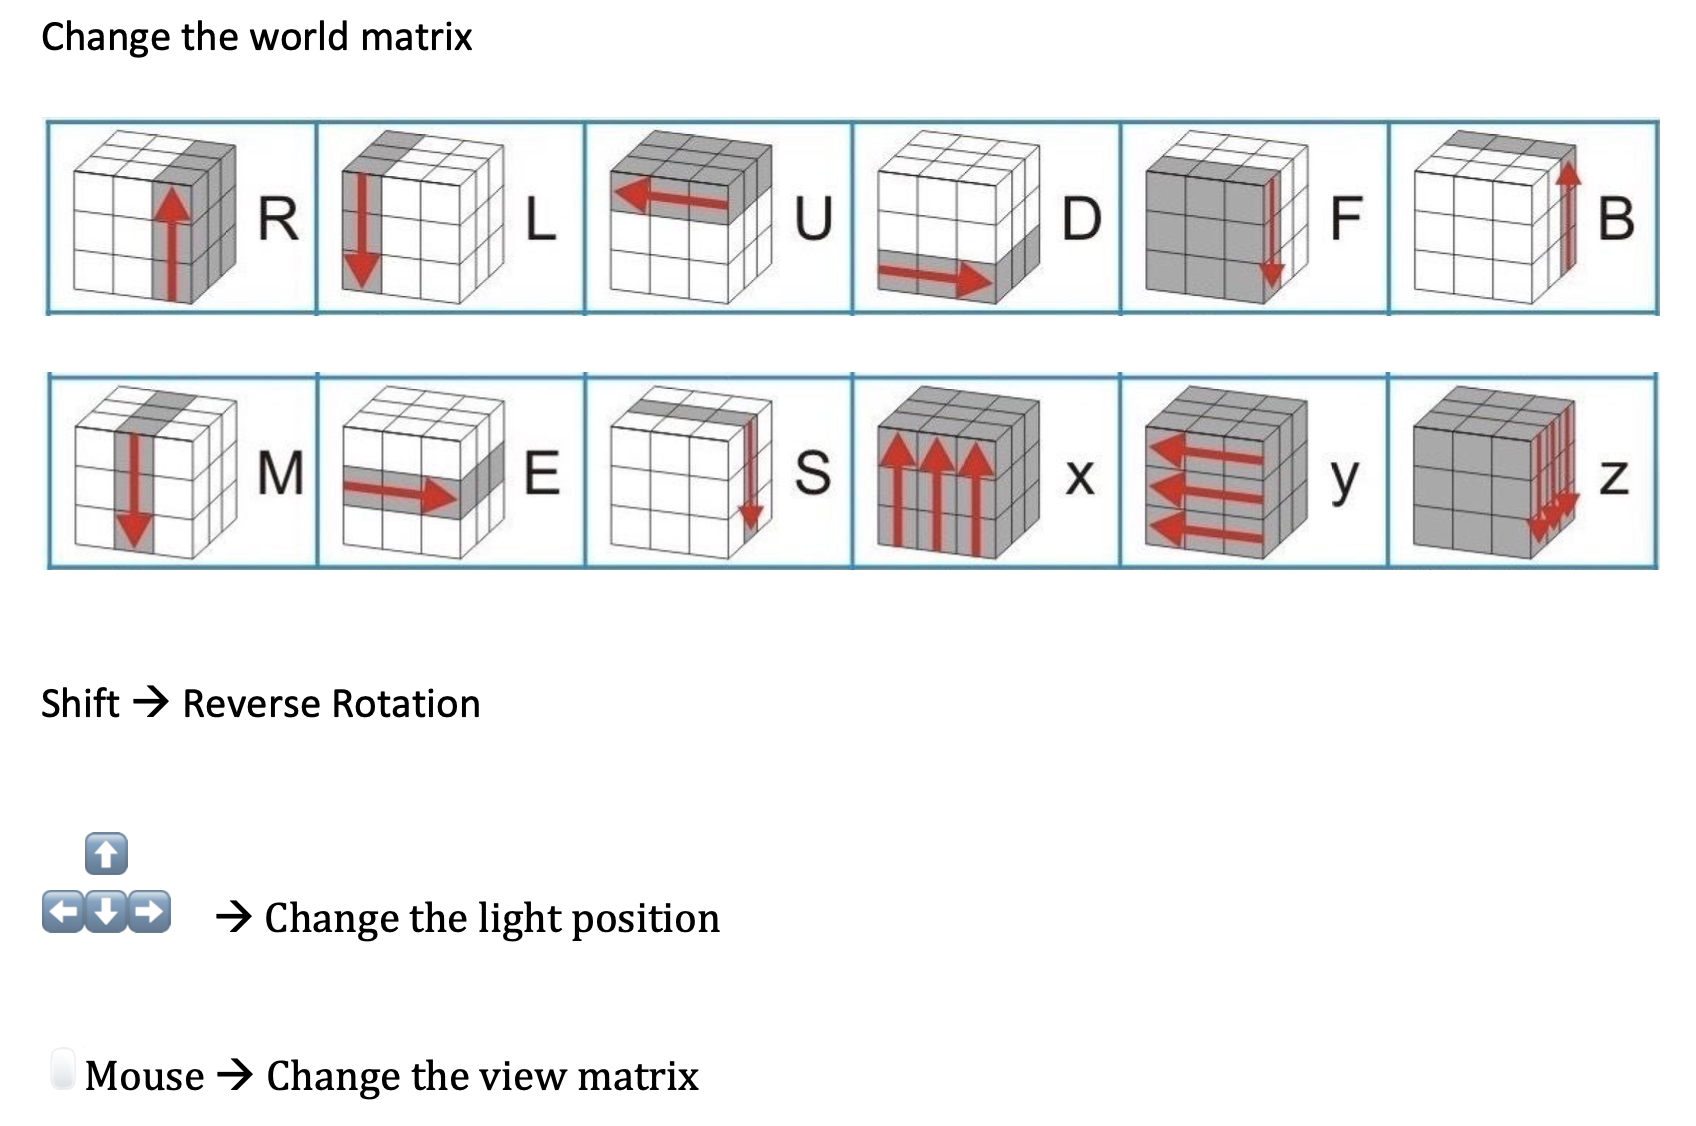 Change the world matrix
R L U D F B
M E S x y z
Shift → Reverse Rotation
→ Change the light position
Mouse → Change the view matrix